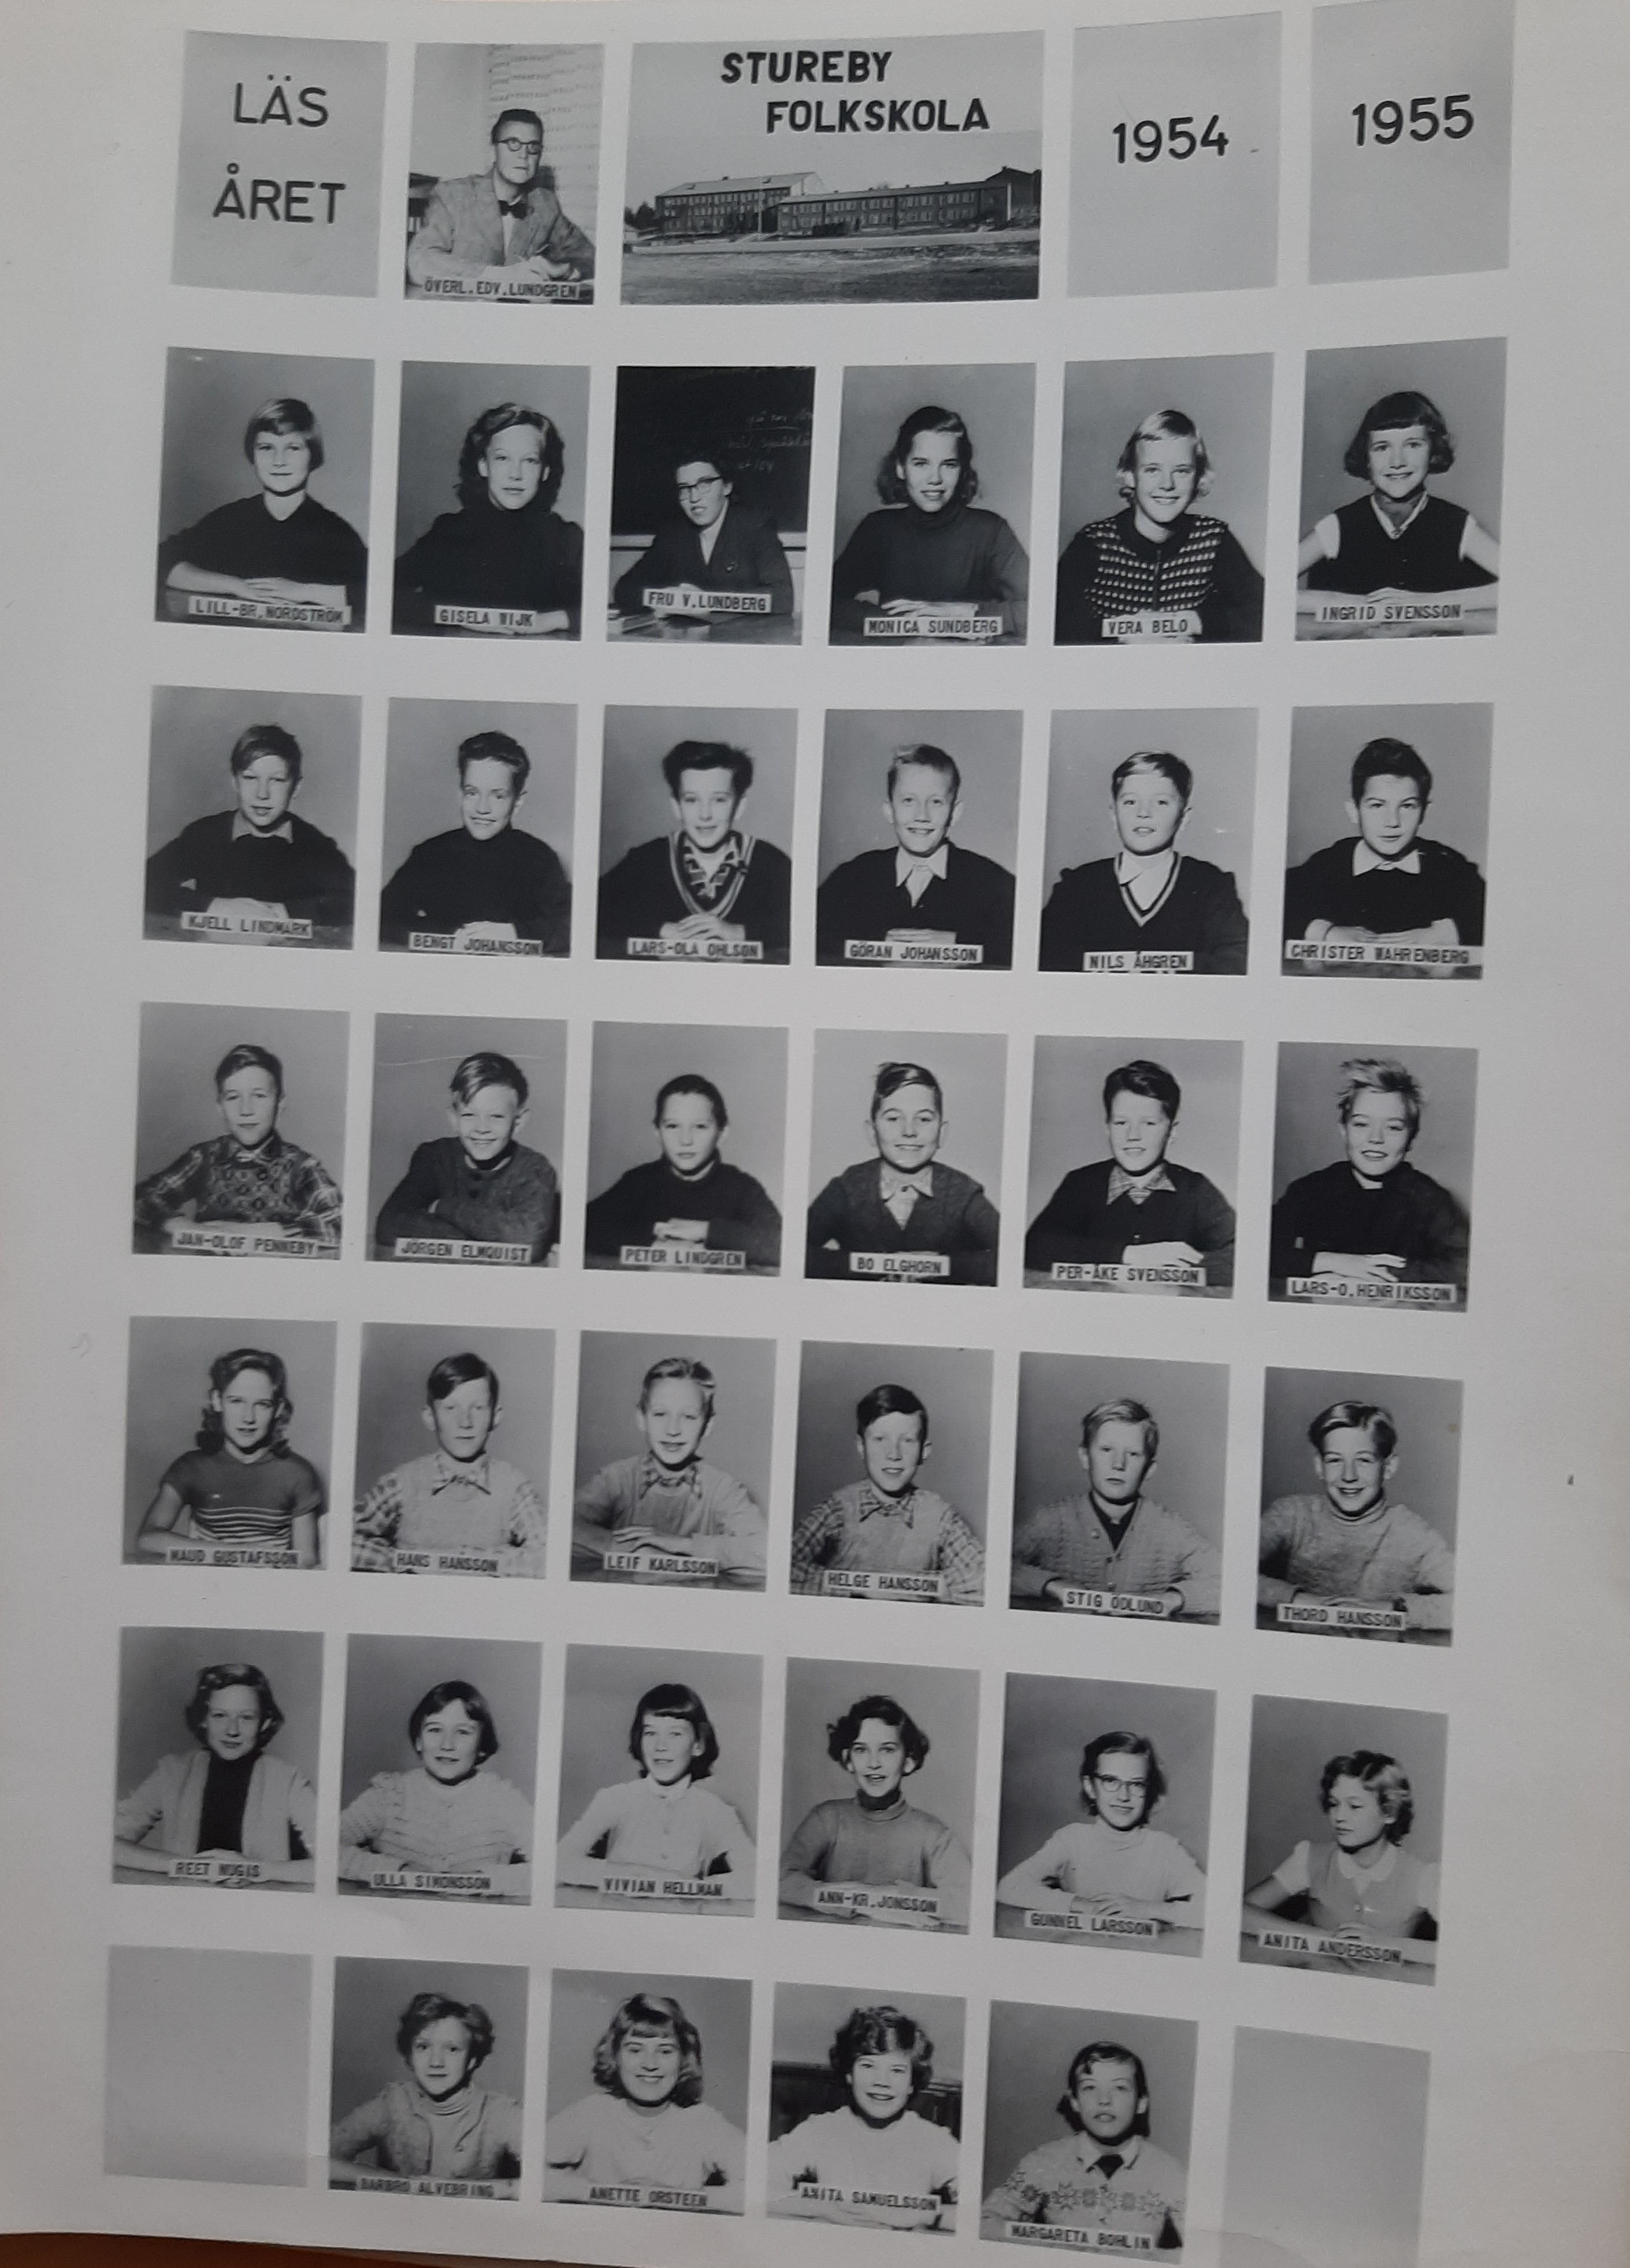 LÄS
ÅRET
ÖVERL.EDV.LUNDGREN
STUREBY
FOLKSKOLA
1954 -
1955
LILL-BR.NORDSTRÖM
GISELA WIJK
FRU V.LUNDBERG
MONICA SUNDBERG
VERA BELO
INGRID SVENSSON
KJELL LINDMARK
BENGT JOHANSSON
LARS-OLA OHLSON
GÖRAN JOHANSSON
NILS ÅHGREN
CHRISTER WAHRENBERG
JAN-OLOF PENNEBY
JÖRGEN ELMQUIST
PETER LINDGREN
BO ELGHORN
PER-ÅKE SVENSSON
LARS-O.HENRIKSSON
MAUD GUSTAFSSON
HANS HANSSON
LEIF KARLSSON
HELGE HANSSON
STIG ÖDLUND
THORD HANSSON
REET NUGIS
ULLA SIMONSSON
VIVIAN HELLMAN
ANN-KR.JONSSON
GUNNEL LARSSON
ANITA ANDERSSON
BARBRO ALVEBRING
ANETTE ORSTEEN
ANITA SAMUELSSON
MARGARETA BOHLIN